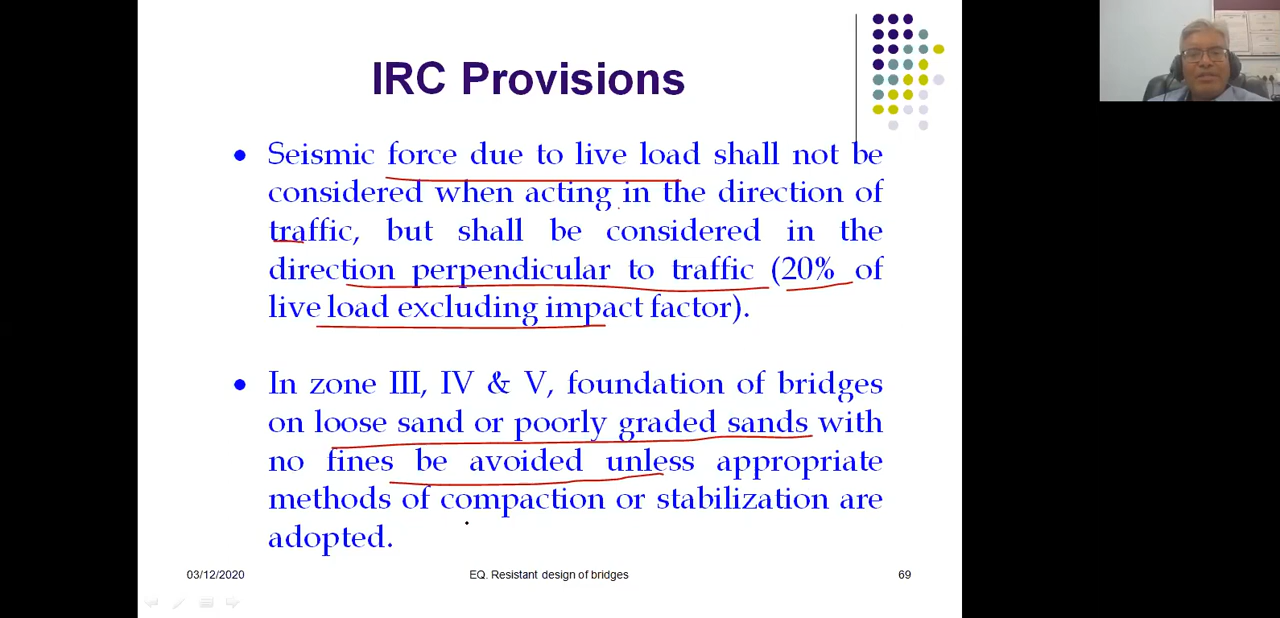 IRC Provisions
Seismic force due to live load shall not be
considered when acting in the direction of
traffic, but shall be considered in the
direction perpendicular to traffic (20% of
live load excluding impact factor).
In zone III, IV & V, foundation of bridges
on loose sand or poorly graded sands with
no fines be avoided unless appropriate
methods of compaction or stabilization are
adopted.
03/12/2020
EQ. Resistant design of bridges
69